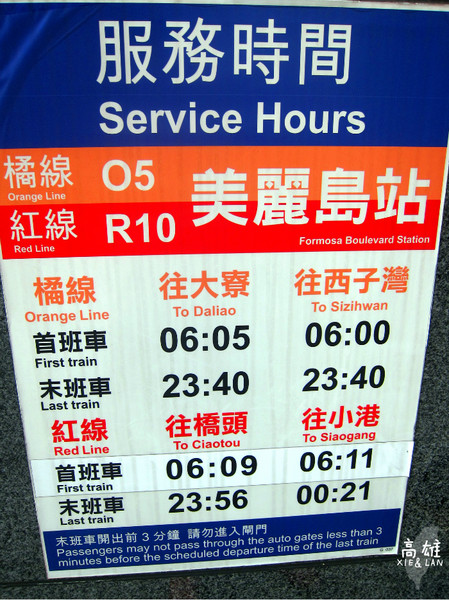 服務時間
Service Hours
橘線 O5
Orange Line
美麗島站
紅線 R10
Red Line
Formosa Boulevard Station
橘線 往大寮 往西子灣
Orange Line To Daliao To Sizihwan
首班車 06:05 06:00
First train
末班車 23:40 23:40
Last train
紅線 往橋頭 往小港
Red Line To Ciaotou To Siaogang
首班車 06:09 06:11
First train
末班車 23:56 00:21
Last train
末班車開出前3分鐘 請勿進入閘門
Passengers may not pass through the auto gates less than 3
minutes before the scheduled departure time of the last train
高雄
XIE & LAN